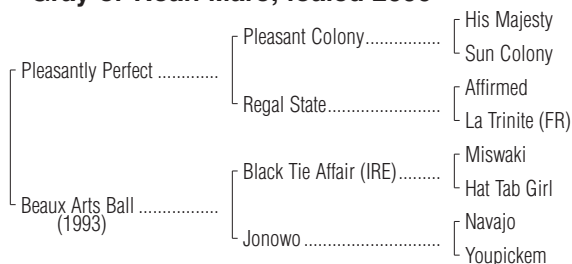 Gray or Roan Mare; foaled
His Majesty
Pleasant Colony................
Sun Colony
Pleasantly Perfect .............
Affirmed
Regal State........................
La Trinite (FR)
Miswaki
Black Tie Affair (IRE).........
Hat Tab Girl
Beaux Arts Ball .................
(1993)
Navajo
Jonowo .............................
Youpickem